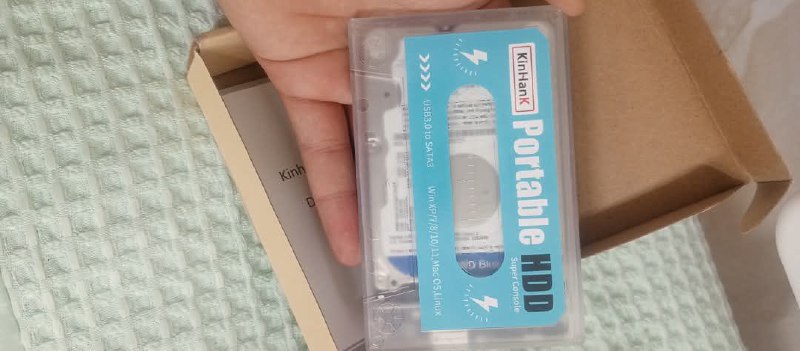 KinHanK
Portable HDD
Super Console
USB3.0 to SATA3
Win XP/7/8/10/11,Mac OS,Linux
D Blue
Kinh
D